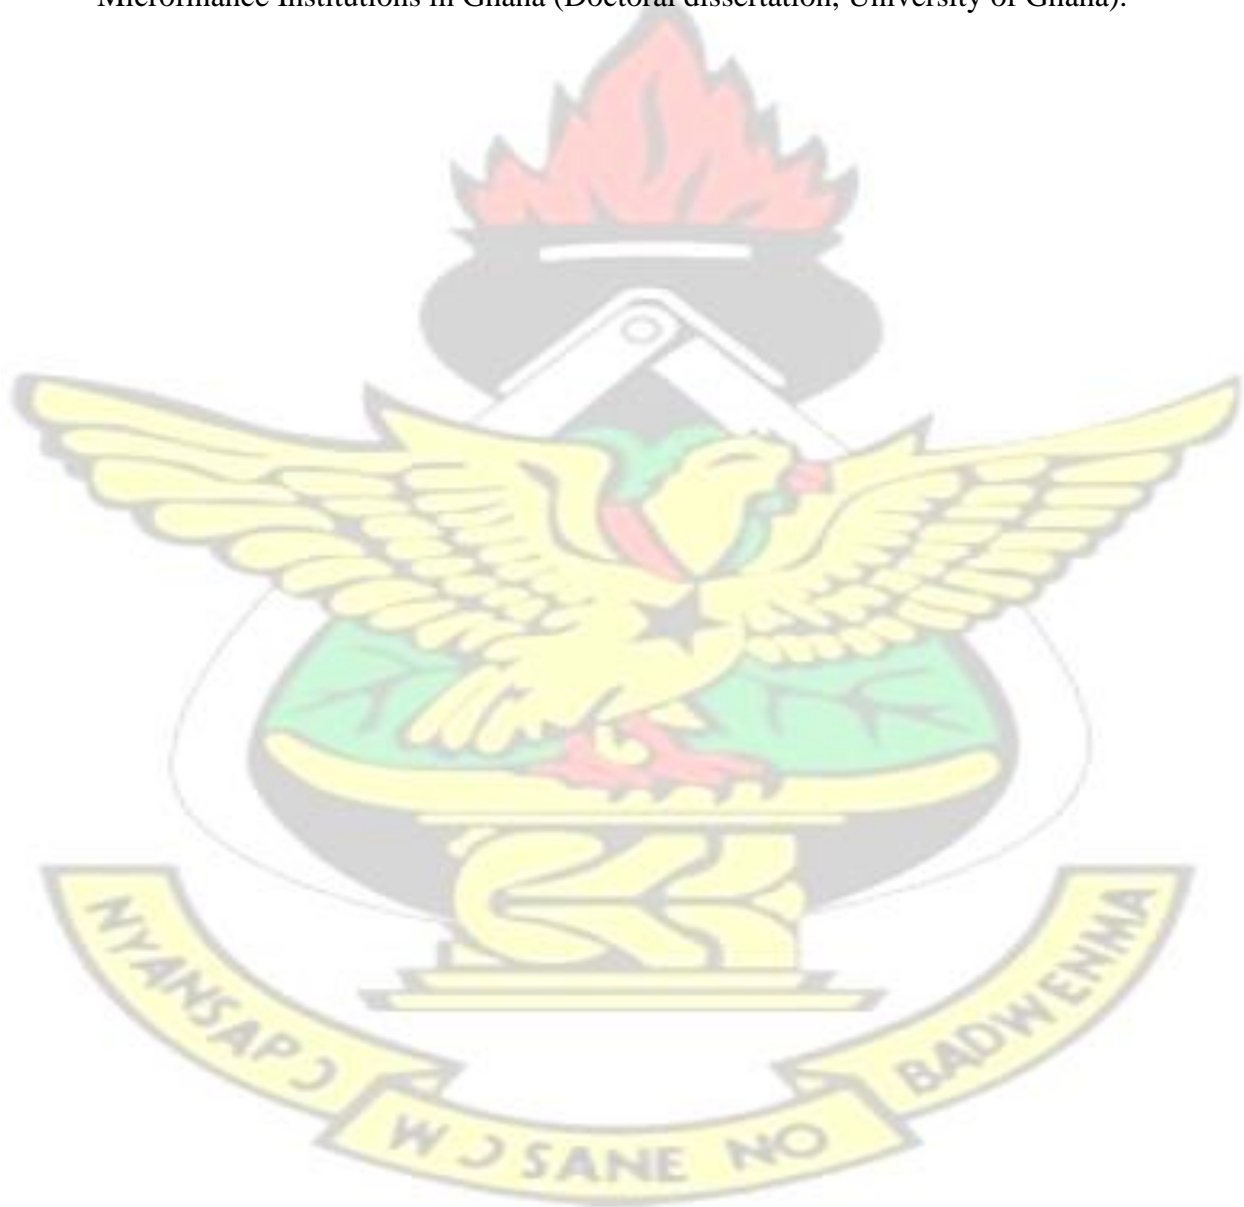 Microfinance Institutions in Ghana (Doctoral dissertation, University of Ghana).
NYANSAPƆ
WƆSANE NO
BADWENMA